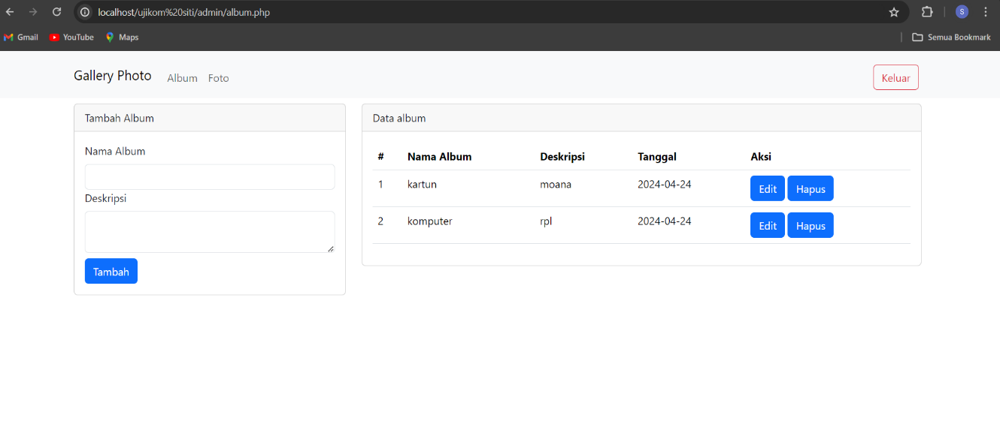 localhost/ujikom%20siti/admin/album.php
S
Gmail YouTube Maps
Semua Bookmark
Gallery Photo Album Foto
Keluar
Tambah Album
Nama Album
Deskripsi
Tambah
Data album
# Nama Album Deskripsi Tanggal Aksi
1 kartun moana 2024-04-24 Edit Hapus
2 komputer rpl 2024-04-24 Edit Hapus